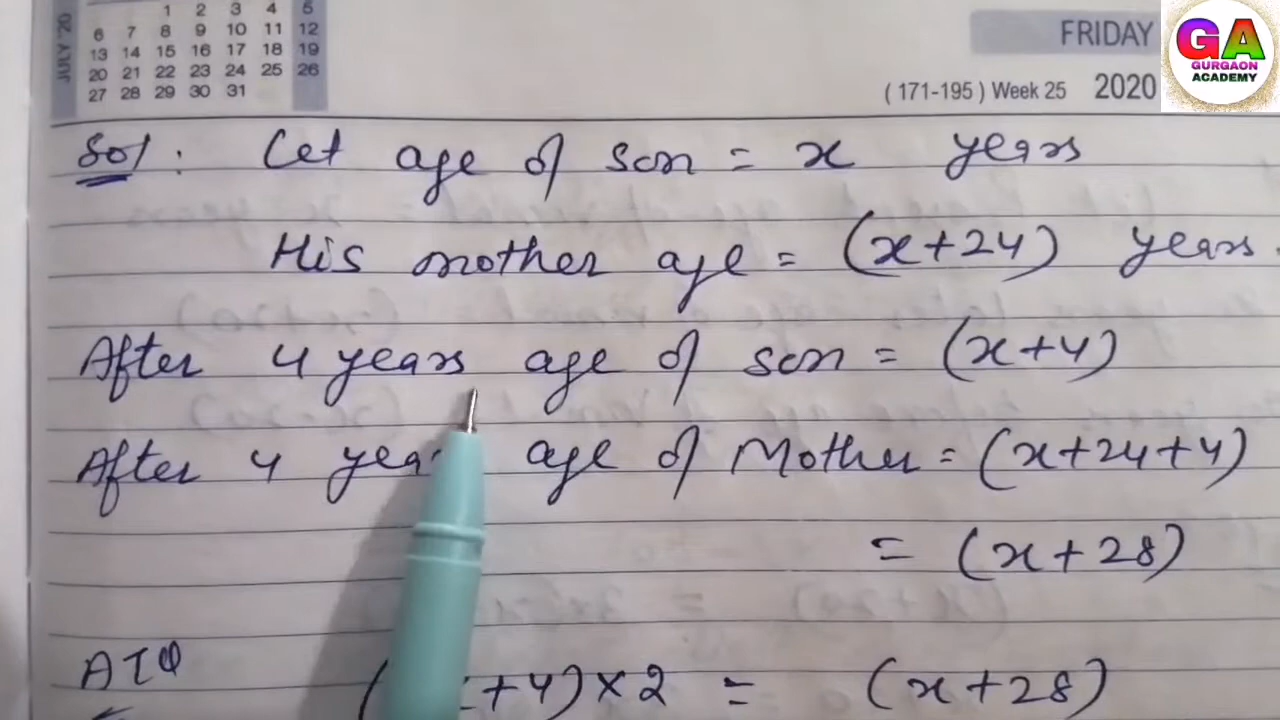 JULY '20
1 2 3 4 5
6 7 8 9 10 11 12
13 14 15 16 17 18 19
20 21 22 23 24 25 26
27 28 29 30 31
FRIDAY
( 171-195 ) Week 25 2020
GA
GURGAON
ACADEMY
Sol : Let age of son = x years
His mother age = (x+24) years.
After 4 years age of son = (x+4)
After 4 years age of Mother = (x+24+4)
= (x+28)
ATQ ( +4)×2 = (x+28)